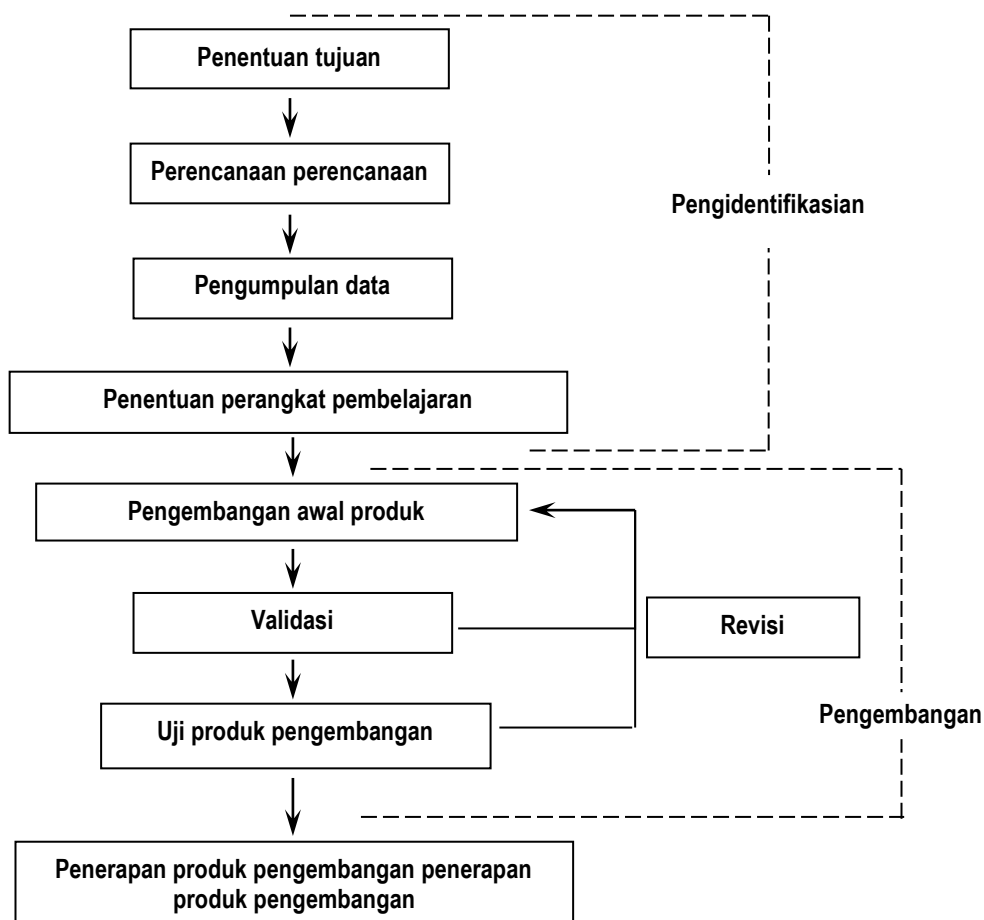 Penentuan tujuan
Perencanaan perencanaan
Pengidentifikasian
Pengumpulan data
Penentuan perangkat pembelajaran
Pengembangan awal produk
Validasi
Revisi
Uji produk pengembangan
Pengembangan
Penerapan produk pengembangan penerapan
produk pengembangan